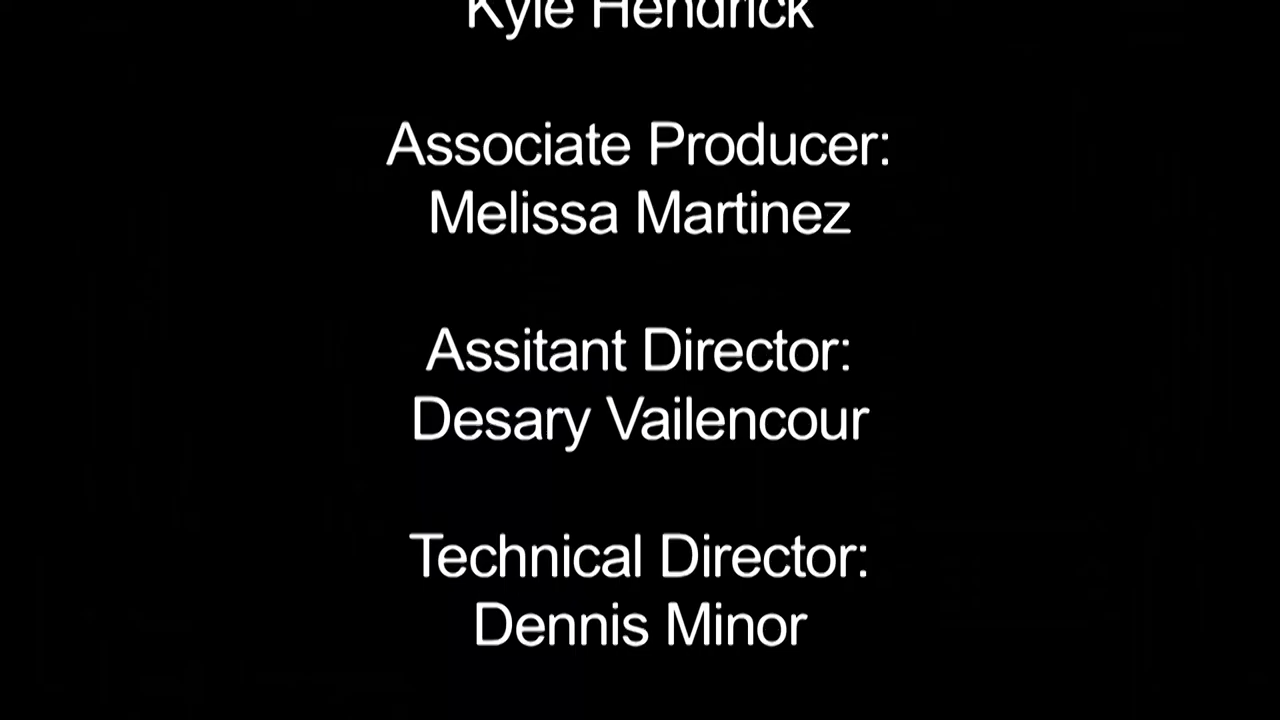 Kyle Hendrick
Associate Producer:
Melissa Martinez
Assitant Director:
Desary Vailencour
Technical Director:
Dennis Minor